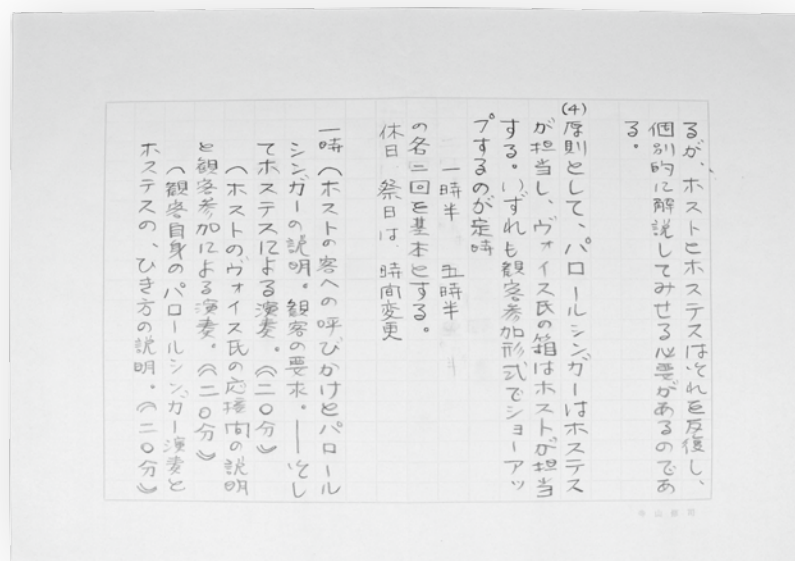 るが、ホストとホステスはそれを反復し、
個別的に解説してみせる必要があるのであ
る。
(4)原則として、パロールシンガーはホステス
が担当し、ヴォイス氏の箱はホストが担当
する。いずれも観客参加形式でショーアッ
プするのが定時
一時半 五時半
の各二回を基本とする。
休日、祭日は、時間変更
一時《ホストの客への呼びかけとパロール
シンガーの説明。観客の要求。──そし
てホステスによる演奏。《二〇分》
《ホストのヴォイス氏の応接間の説明
と観客参加による演奏。《二〇分》
《観客自身のパロールシンガー演奏と
ホステスの、ひき方の説明。《二〇分》
寺山修司